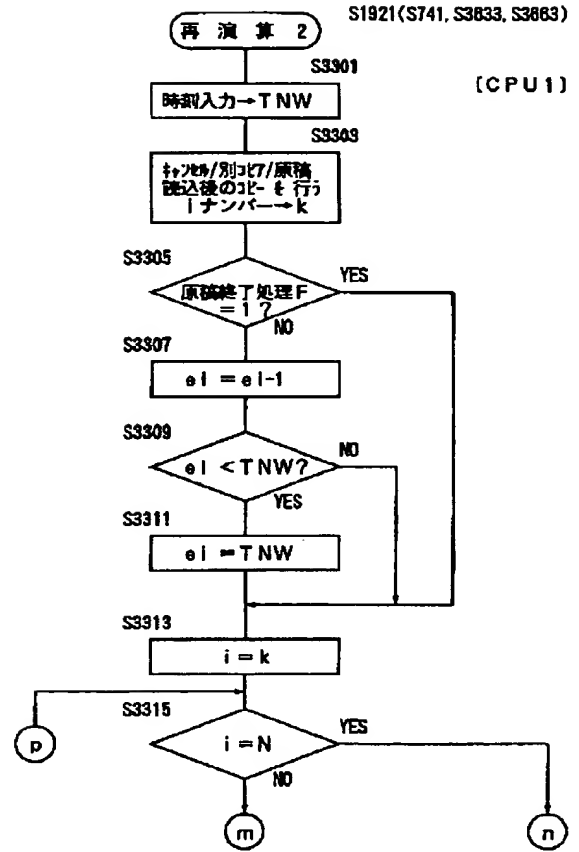 S1921(S741, S3633, S3663)
再演算2
[CPU1]
S3301
時刻入力→TNW
S3303
キャンセル/別コピア/原稿
読込後のコピーを行う
iナンバー→k
S3305
原稿終了処理F
=1?
YES
NO
S3307
ei=ei-1
S3309
ei<TNW?
NO
YES
S3311
ei=TNW
S3313
i=k
S3315
p
i=N
YES
NO
m
n